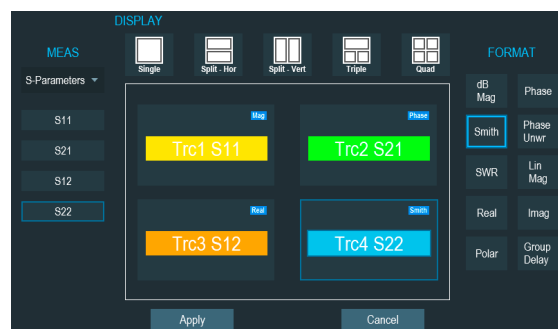 DISPLAY
MEAS
FORMAT
Single
Split - Hor
Split - Vert
Triple
Quad
S-Parameters
S11
S21
S12
S22
Mag
Trc1 S11
Phase
Trc2 S21
Real
Trc3 S12
Smith
Trc4 S22
dB
Mag
Phase
Smith
Phase
Unwr
SWR
Lin
Mag
Real
Imag
Polar
Group
Delay
Apply
Cancel